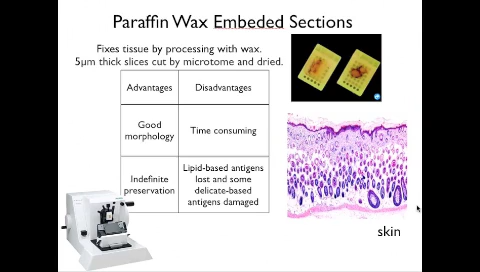 Paraffin Wax Embeded Sections
Fixes tissue by processing with wax.
5μm thick slices cut by microtome and dried.
Advantages Disadvantages
Good
morphology
Time consuming
Indefinite
preservation
Lipid-based antigens
lost and some
delicate-based
antigens damaged
skin